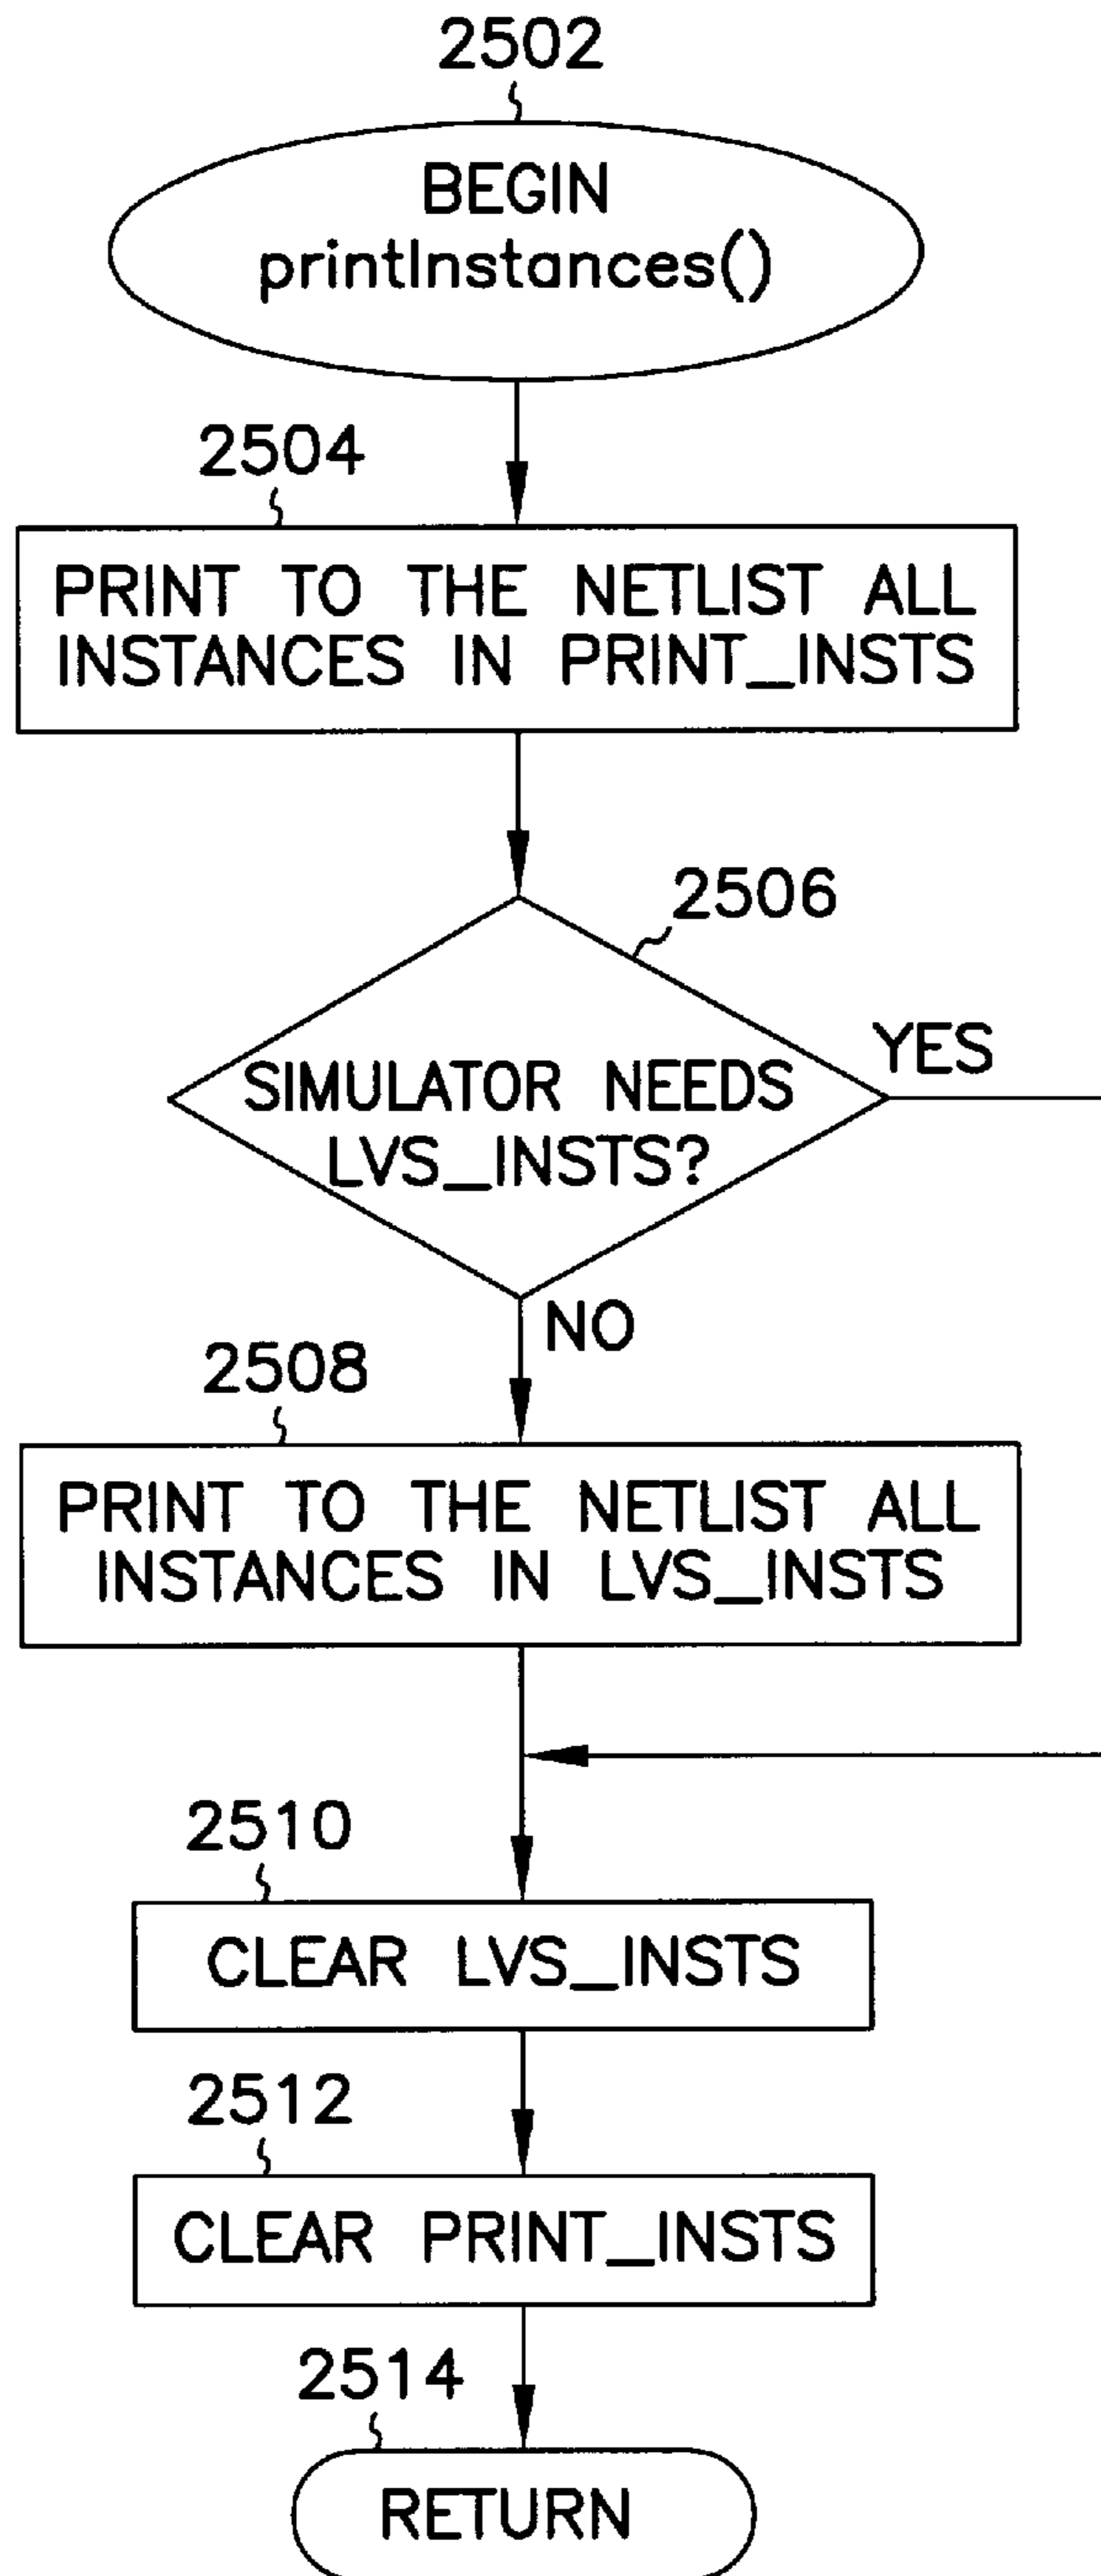 2502
BEGIN
printInstances()
2504
PRINT TO THE NETLIST ALL
INSTANCES IN PRINT_INSTS
2506
SIMULATOR NEEDS
LVS_INSTS?
YES
NO
2508
PRINT TO THE NETLIST ALL
INSTANCES IN LVS_INSTS
2510
CLEAR LVS_INSTS
2512
CLEAR PRINT_INSTS
2514
RETURN